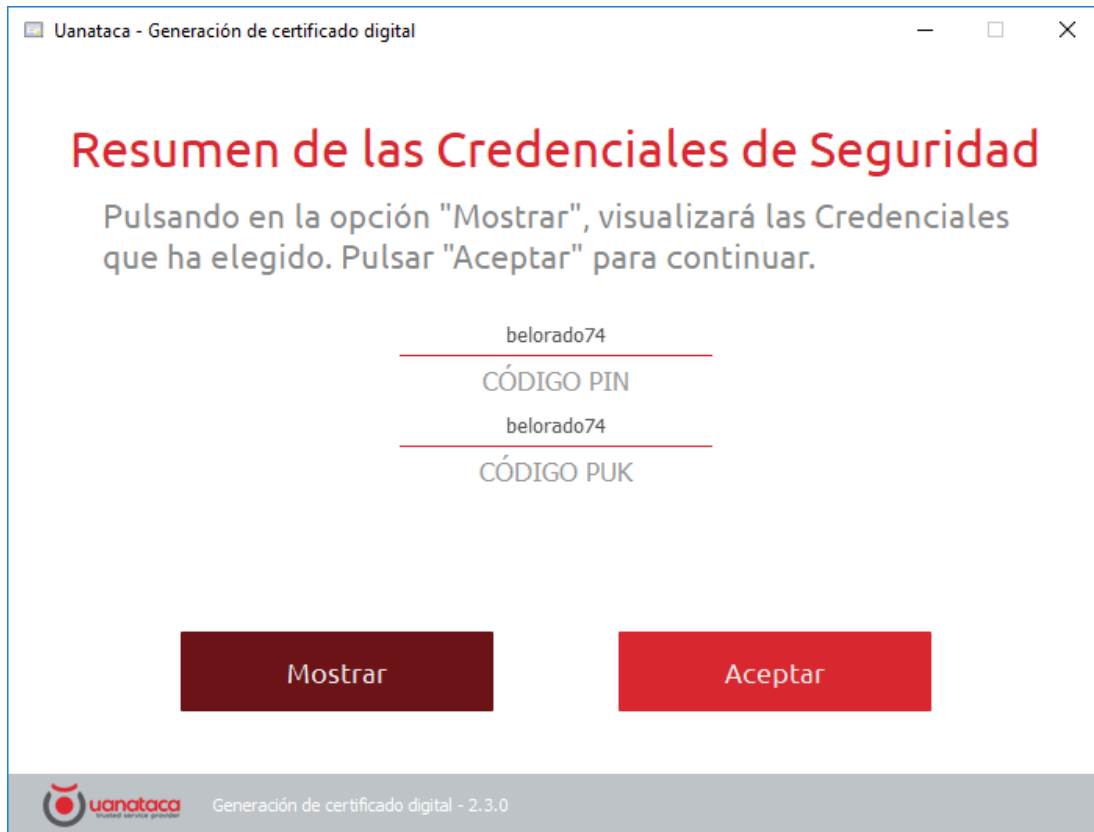 Uanataca - Generación de certificado digital
Resumen de las Credenciales de Seguridad
Pulsando en la opción "Mostrar", visualizará las Credenciales
que ha elegido. Pulsar "Aceptar" para continuar.
belorado74
CÓDIGO PIN
belorado74
CÓDIGO PUK
Mostrar
Aceptar
uanataca
trusted service provider
Generación de certificado digital - 2.3.0